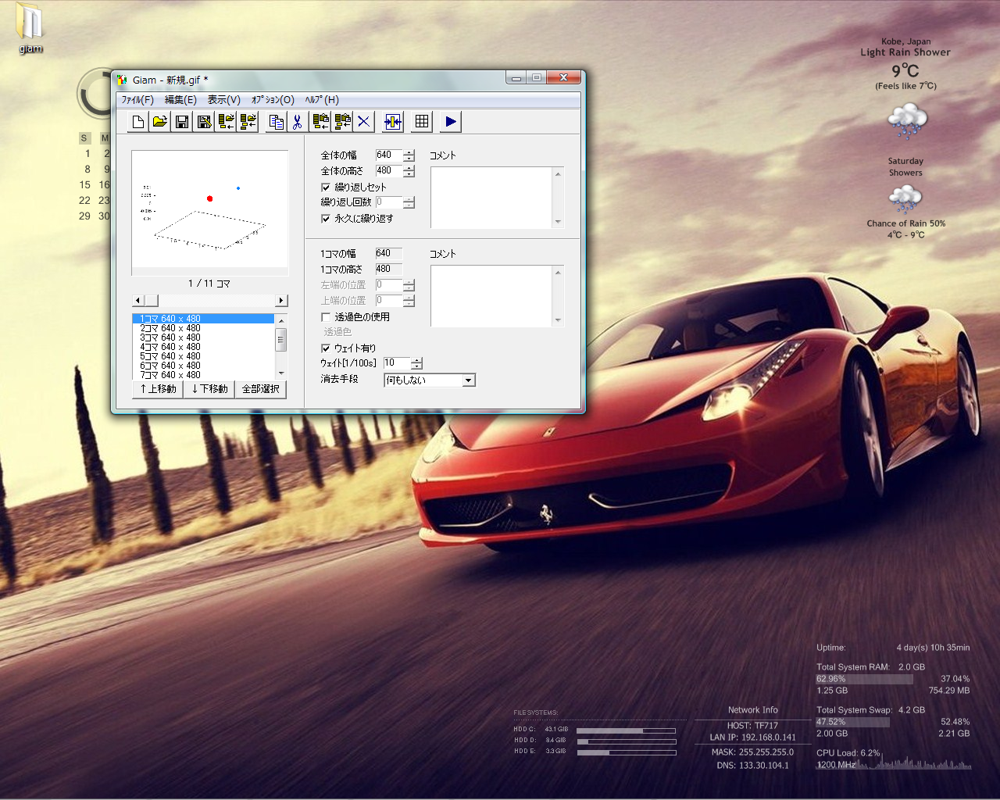 giam
Giam - 新規.gif *
ファイル(F) 編集(E) 表示(V) オプション(O) ヘルプ(H)
全体の幅 640
全体の高さ 480
繰り返しセット
繰り返し回数 0
永久に繰り返す
コメント
1 / 11 コマ
1コマ 640 x 480
2コマ 640 x 480
3コマ 640 x 480
4コマ 640 x 480
5コマ 640 x 480
6コマ 640 x 480
7コマ 640 x 480
↑上移動 ↓下移動 全部選択
1コマの幅 640
1コマの高さ 480
左端の位置 0
上端の位置 0
透過色の使用
透過色
ウェイト有り
ウェイト[1/100s] 10
消去手段 何もしない
コメント
S M
1 2
8 9
15 16
22 23
29 30
Kobe, Japan
Light Rain Shower
9°C
(Feels like 7°C)
Saturday
Showers
Chance of Rain 50%
4°C - 9°C
FILE SYSTEMS:
HDD C: 43.1 GIB
HDD D: 8.4 GIB
HDD E: 3.3 GIB
Network Info
HOST: TF717
LAN IP: 192.168.0.141
MASK: 255.255.255.0
DNS: 133.30.104.1
Uptime: 4 day(s) 10h 35min
Total System RAM: 2.0 GB
62.96% 37.04%
1.25 GB 754.29 MB
Total System Swap: 4.2 GB
47.52% 52.48%
2.00 GB 2.21 GB
CPU Load: 6.2%
1200 MHz